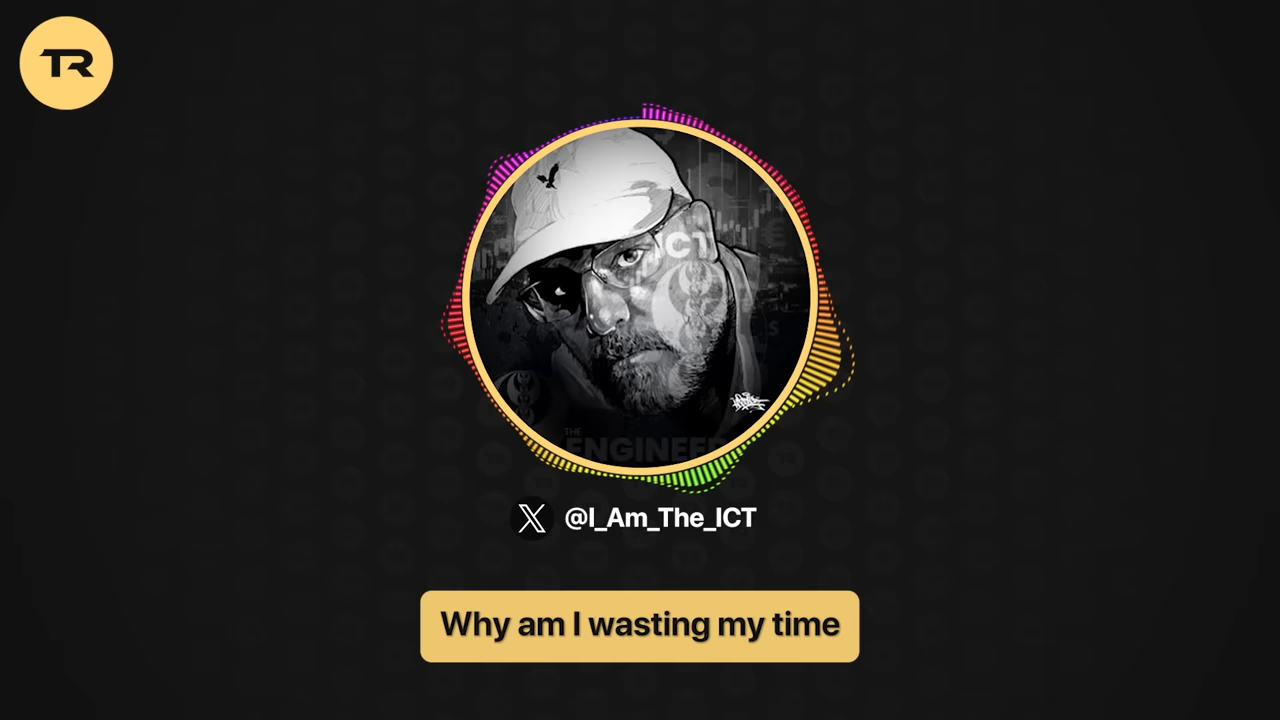 TR
ICT
THE
ENGINEER
X @I_Am_The_ICT
Why am I wasting my time